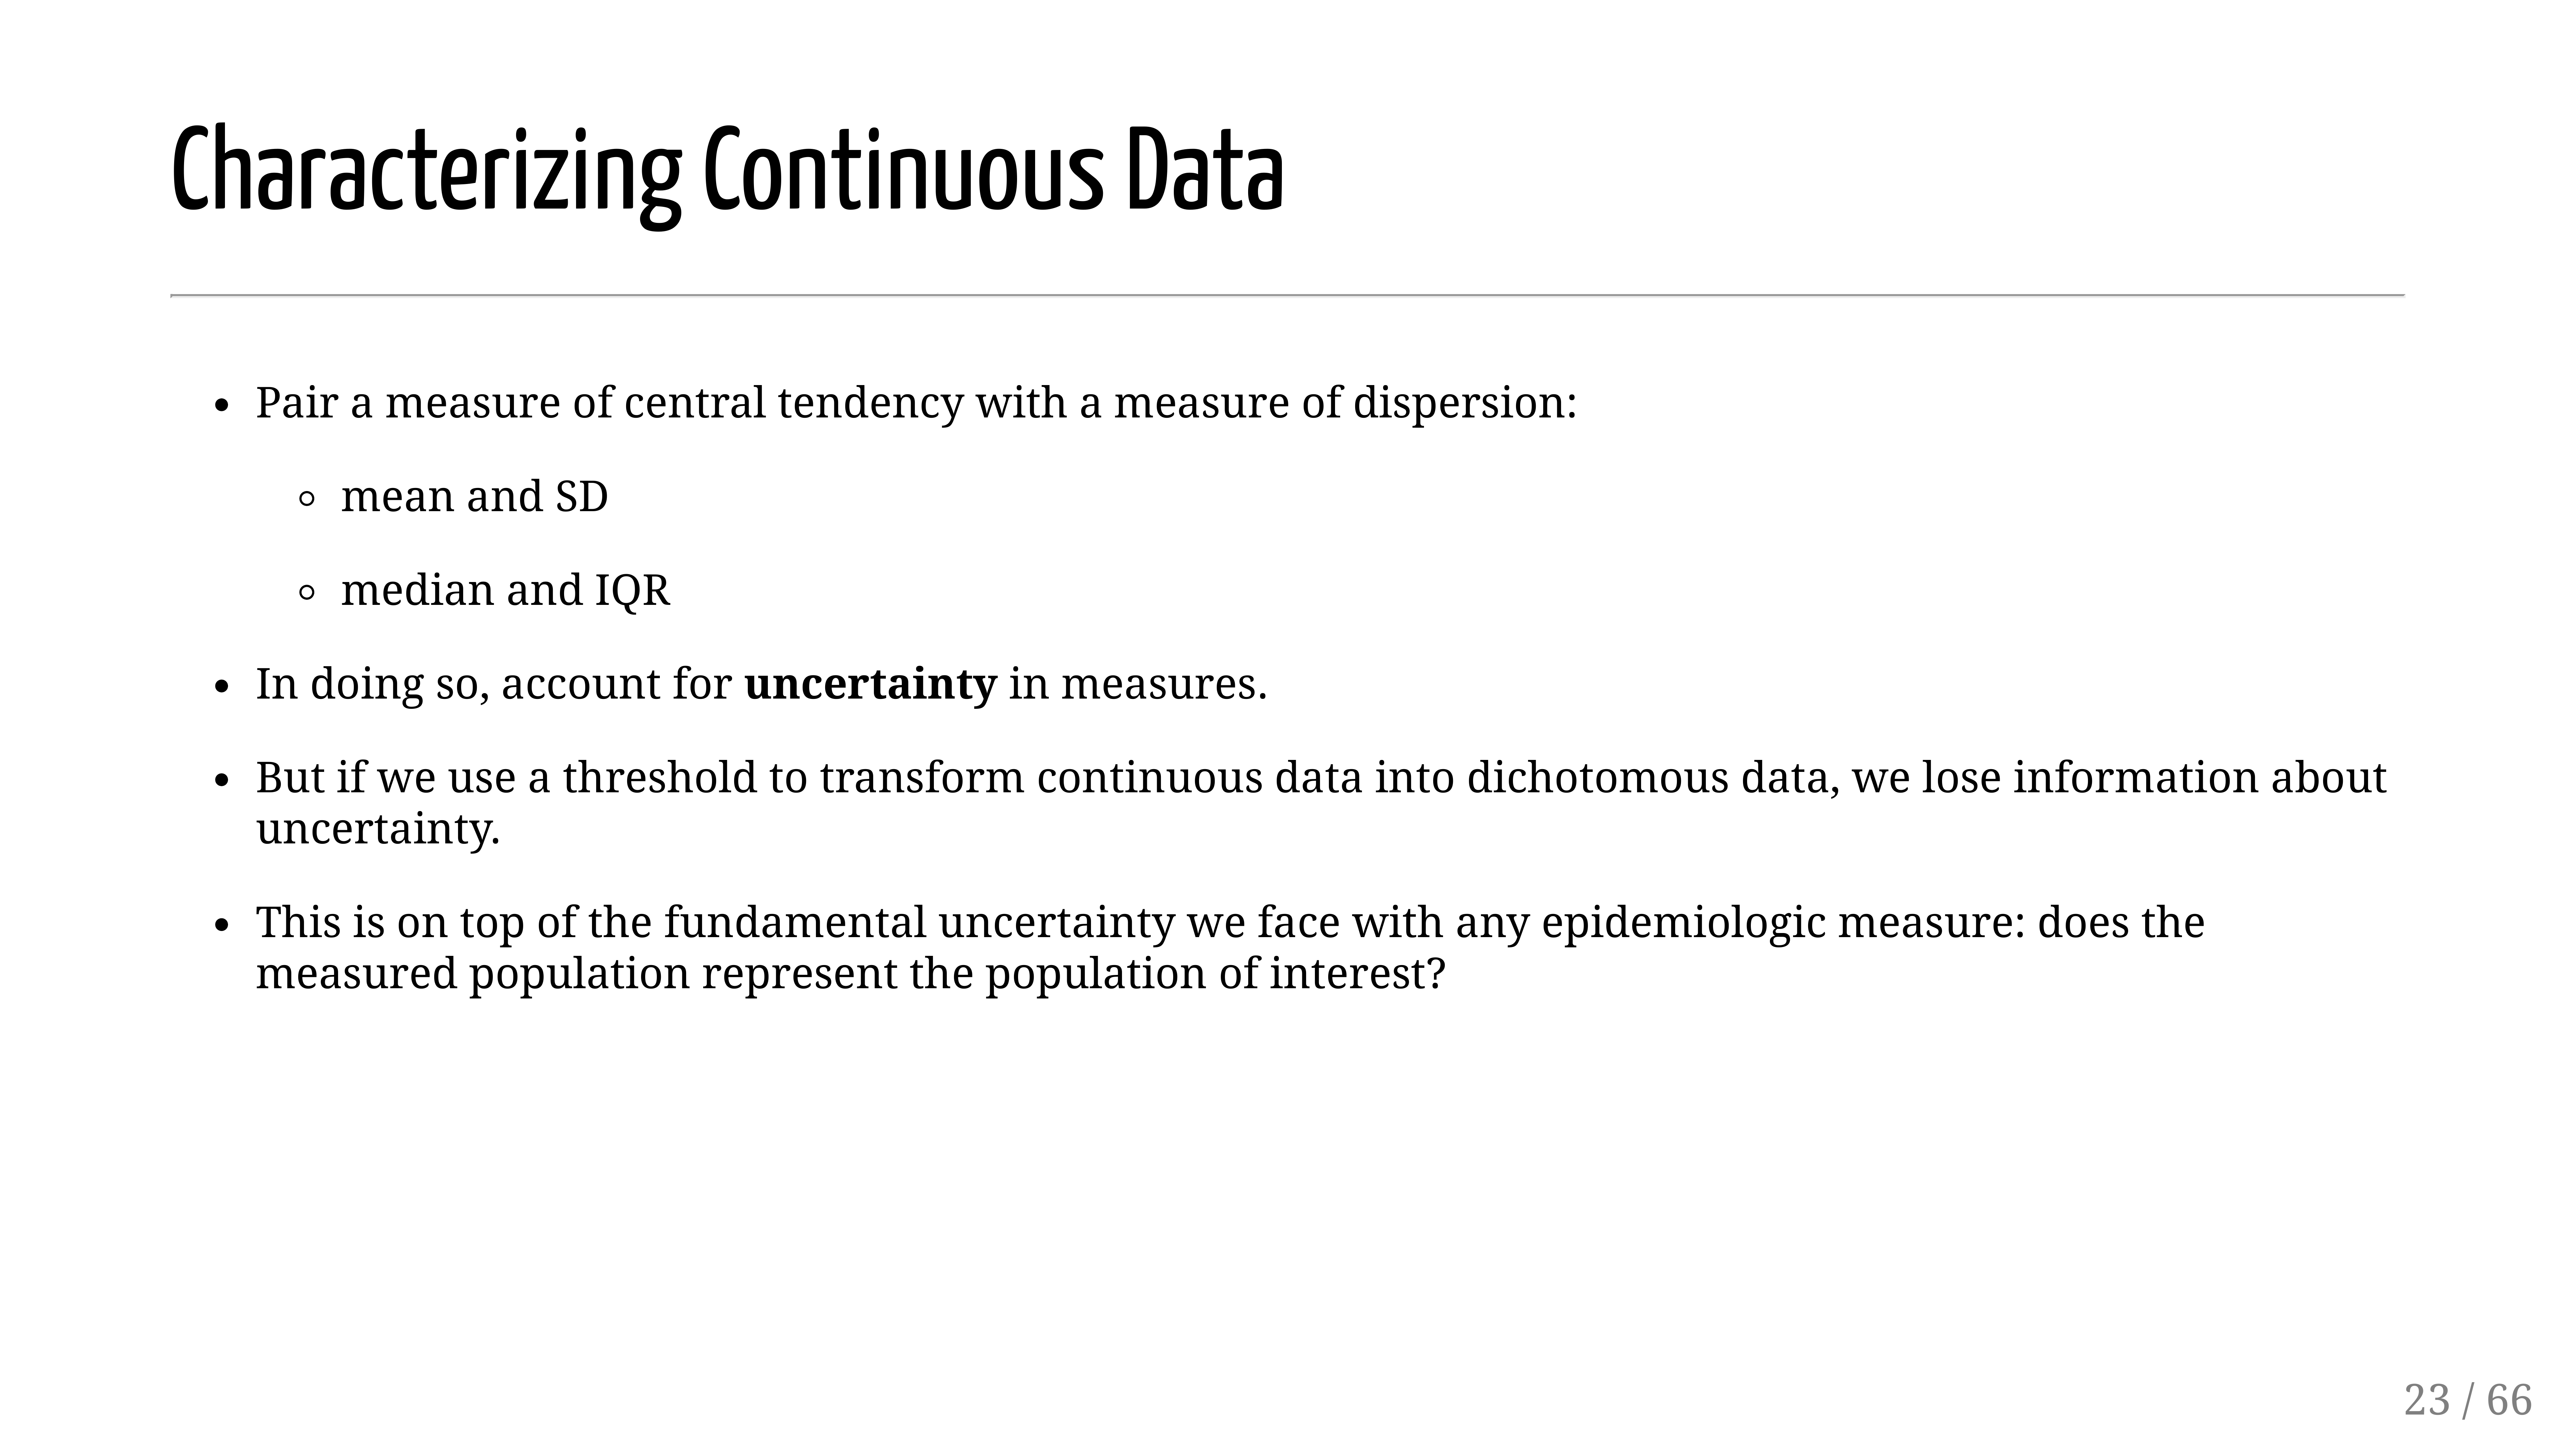 Characterizing Continuous Data
• Pair a measure of central tendency with a measure of dispersion:
◦ mean and SD
◦ median and IQR
• In doing so, account for uncertainty in measures.
• But if we use a threshold to transform continuous data into dichotomous data, we lose information about
uncertainty.
• This is on top of the fundamental uncertainty we face with any epidemiologic measure: does the
measured population represent the population of interest?
23 / 66